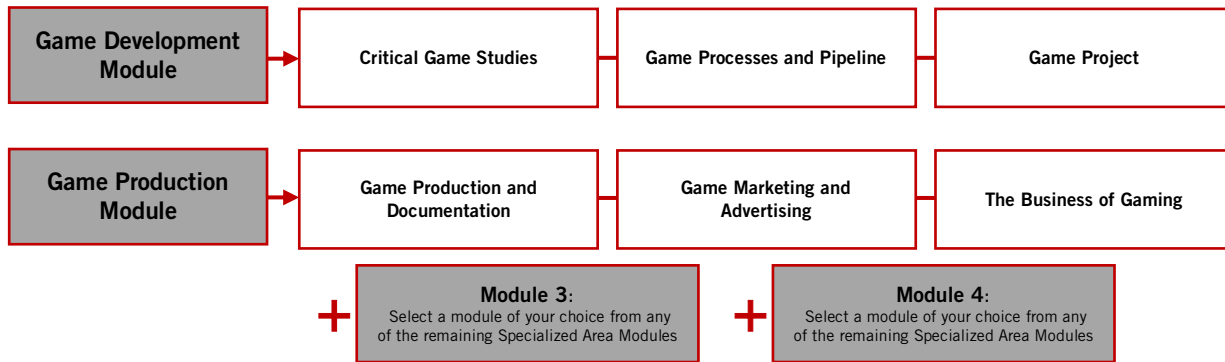 Game Development
Module
Critical Game Studies
Game Processes and Pipeline
Game Project
Game Production
Module
Game Production and
Documentation
Game Marketing and
Advertising
The Business of Gaming
+
Module 3:
Select a module of your choice from any
of the remaining Specialized Area Modules
+
Module 4:
Select a module of your choice from any
of the remaining Specialized Area Modules